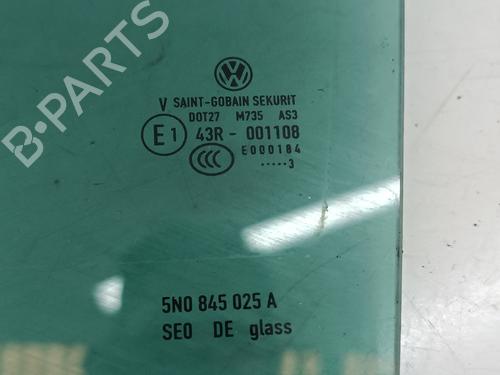 B-PARTS
VW
V SAINT-GOBAIN SEKURIT
DOT27 M735 AS3
E1 43R - 001108
CCC E000184
.....3
5N0 845 025 A
SEO DE glass